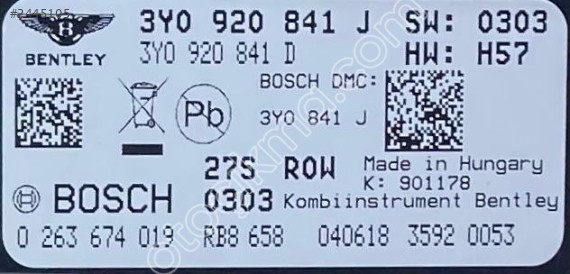 #2445105
3Y0 920 841 J SW: 0303
BENTLEY 3Y0 920 841 D HW: H57
BOSCH DMC:
Pb 3Y0 841 J
27S ROW Made in Hungary
K: 901178
BOSCH 0303 Kombiinstrument Bentley
0 263 674 019 RB8 658 040618 3592 0053